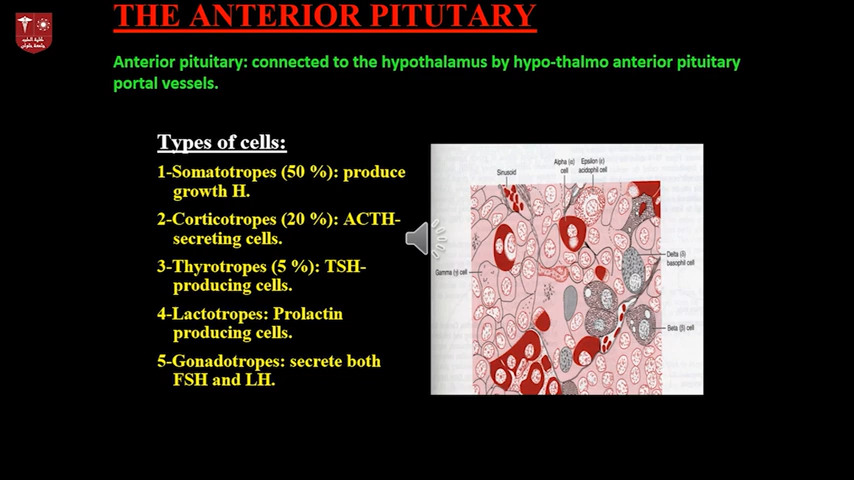 THE ANTERIOR PITUTARY
Anterior pituitary: connected to the hypothalamus by hypo-thalmo anterior pituitary
portal vessels.
Types of cells:
1-Somatotropes (50 %): produce
growth H.
2-Corticotropes (20 %): ACTH-
secreting cells.
3-Thyrotropes (5 %): TSH-
producing cells.
4-Lactotropes: Prolactin
producing cells.
5-Gonadotropes: secrete both
FSH and LH.
Sinusoid
Alpha (α)
cell
Epsilon (ε)
acidophil cell
Gamma (γ) cell
Delta (δ)
basophil cell
Beta (β) cell
كلية الطب